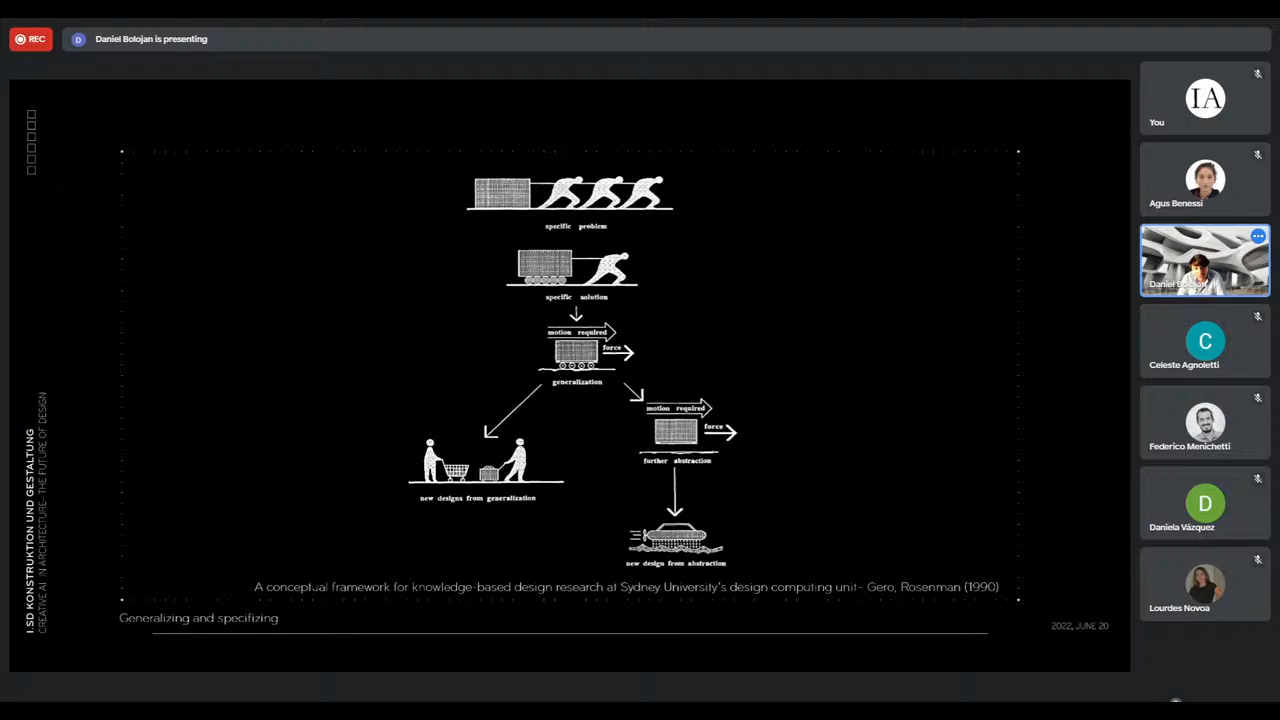 REC
D
Daniel Bolojan is presenting
specific problem
specific solution
motion required
force
generalization
motion required
force
further abstraction
new designs from generalization
new design from abstraction
A conceptual framework for knowledge-based design research at Sydney University's design computing unit- Gero, Rosenman (1990)
Generalizing and specifizing
2022, JUNE 20
I.SD KONSTRUKTION UND GESTALTUNG
CREATIVE AI IN ARCHITECTURE- THE FUTURE OF DESIGN
IA
You
Agus Benessi
Daniel Bolojan
C
Celeste Agnoletti
Federico Menichetti
D
Daniela Vázquez
Lourdes Novoa